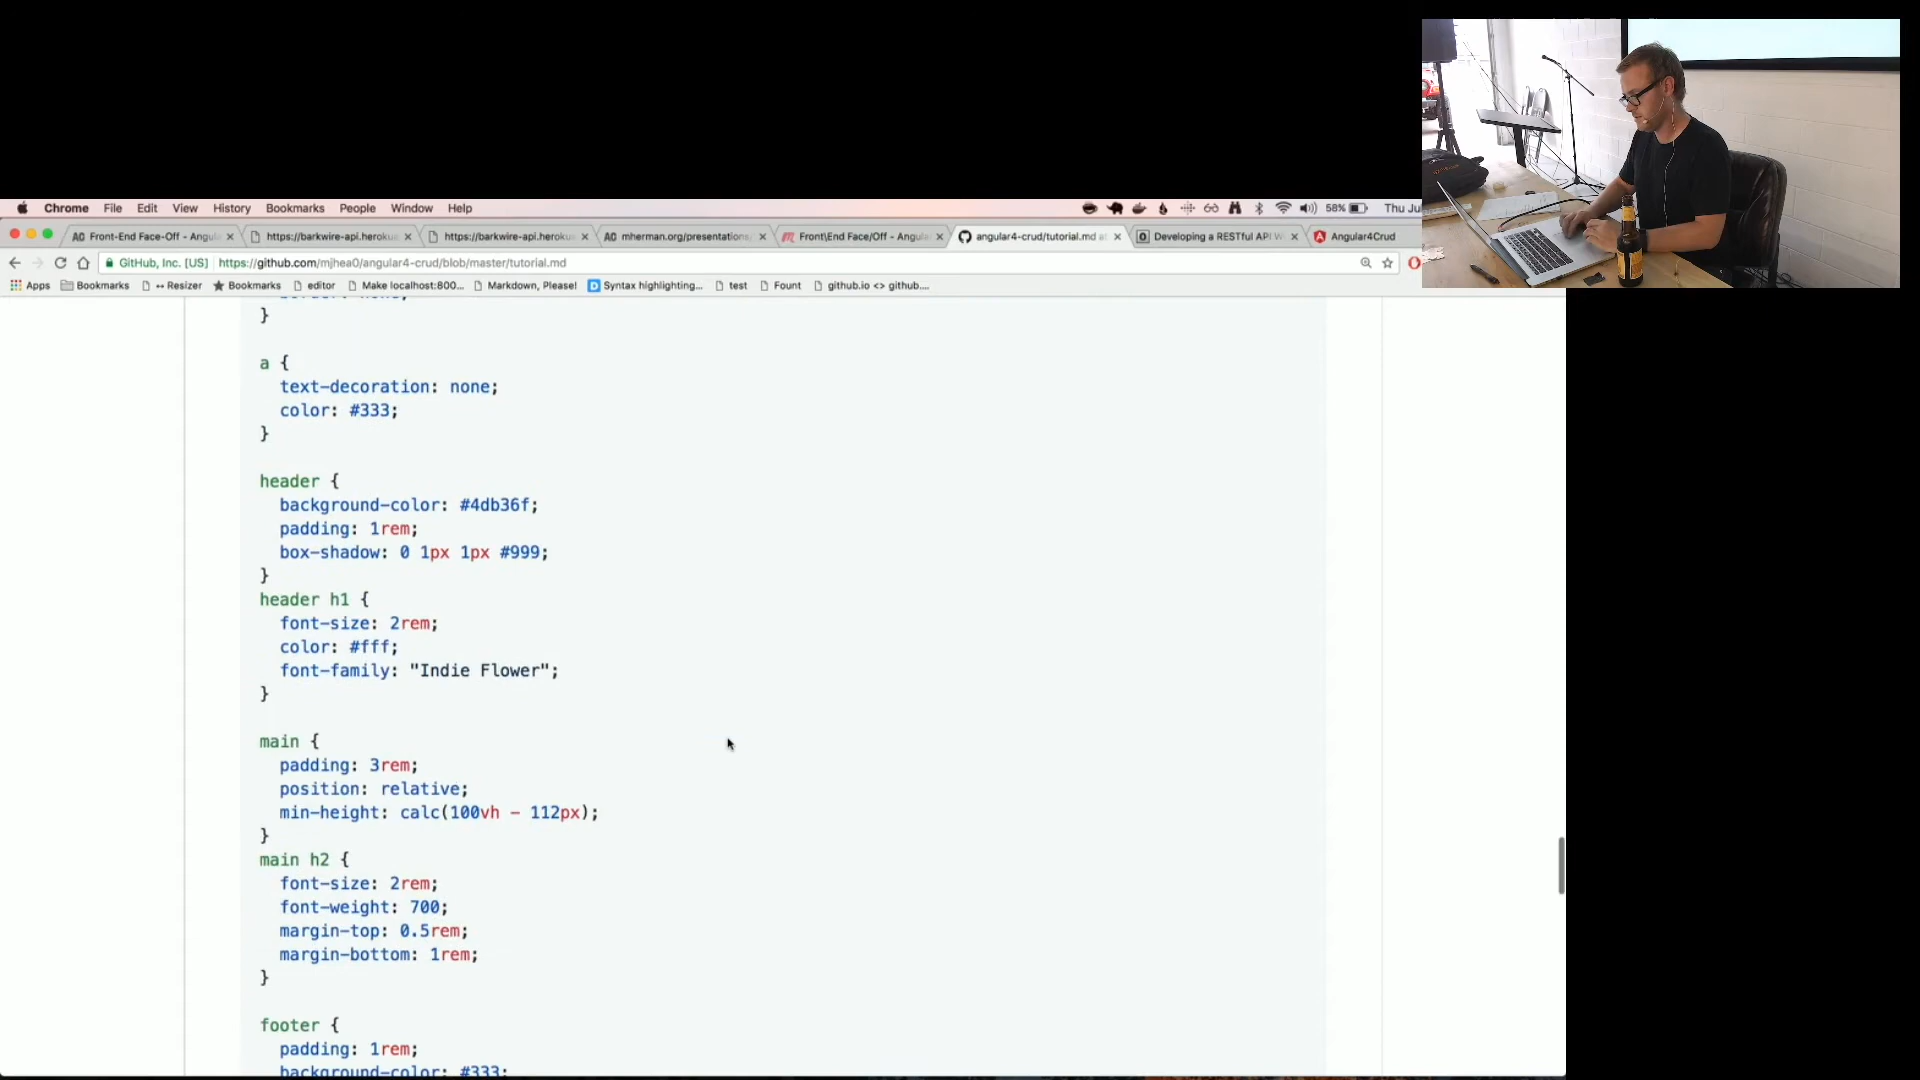 Chrome File Edit View History Bookmarks People Window Help 58% Thu Ju
Front-End Face-Off - Angul https://barkwire-api.heroku https://barkwire-api.heroku mherman.org/presentations Front\End Face/Off - Angula angular4-crud/tutorial.md at Developing a RESTful API W Angular4Crud
GitHub, Inc. [US] https://github.com/mjhea0/angular4-crud/blob/master/tutorial.md
Apps Bookmarks ↔ Resizer Bookmarks editor Make localhost:800... Markdown, Please! Syntax highlighting... test Fount github.io <> github....
}
a {
text-decoration: none;
color: #333;
}
header {
background-color: #4db36f;
padding: 1rem;
box-shadow: 0 1px 1px #999;
}
header h1 {
font-size: 2rem;
color: #fff;
font-family: "Indie Flower";
}
main {
padding: 3rem;
position: relative;
min-height: calc(100vh - 112px);
}
main h2 {
font-size: 2rem;
font-weight: 700;
margin-top: 0.5rem;
margin-bottom: 1rem;
}
footer {
padding: 1rem;
background-color: #333;